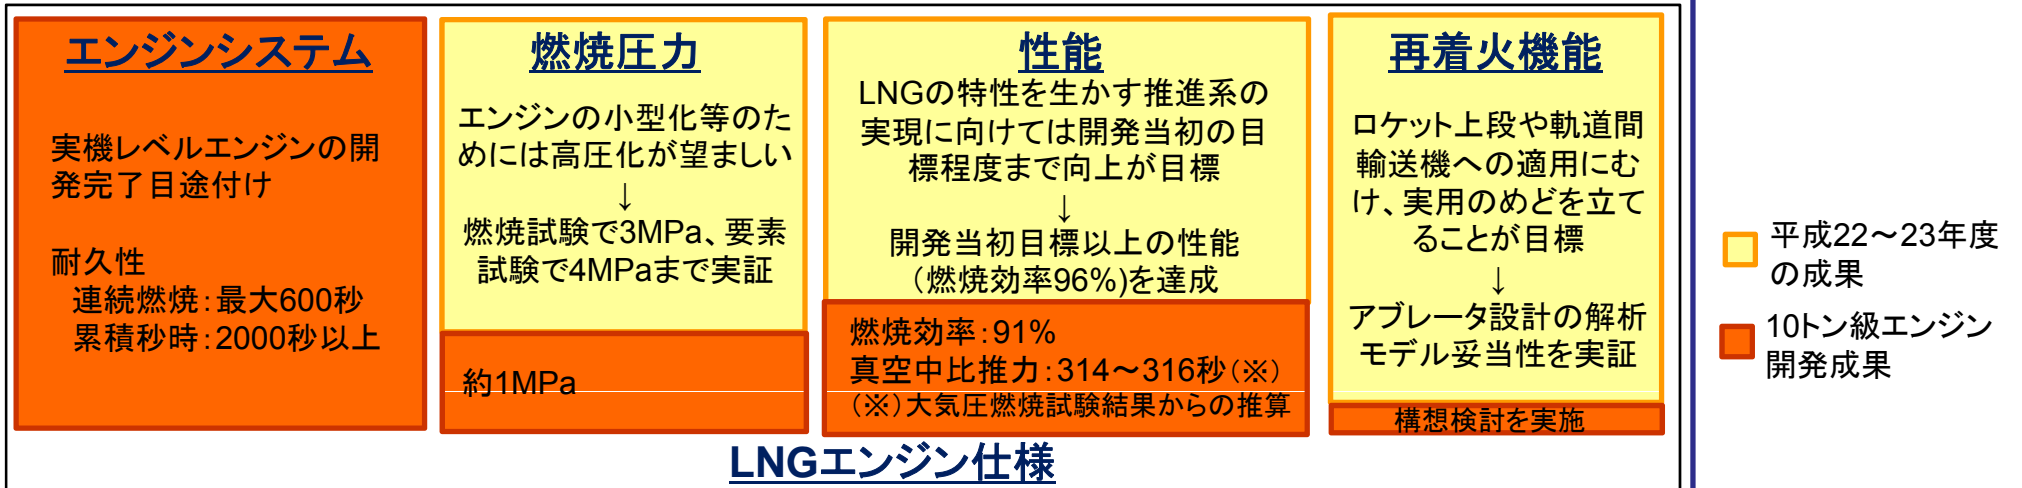 エンジンシステム
実機レベルエンジンの開
発完了目途付け
耐久性
連続燃焼：最大600秒
累積秒時：2000秒以上
燃焼圧力
エンジンの小型化等のた
めには高圧化が望ましい
↓
燃焼試験で3MPa、要素
試験で4MPaまで実証
約1MPa
性能
LNGの特性を生かす推進系の
実現に向けては開発当初の目
標程度まで向上が目標
↓
開発当初目標以上の性能
（燃焼効率96%)を達成
燃焼効率：91%
真空中比推力：314～316秒（※）
（※）大気圧燃焼試験結果からの推算
再着火機能
ロケット上段や軌道間
輸送機への適用にむ
け、実用のめどを立て
ることが目標
↓
アブレータ設計の解析
モデル妥当性を実証
構想検討を実施
LNGエンジン仕様
平成22～23年度
の成果
10トン級エンジン
開発成果